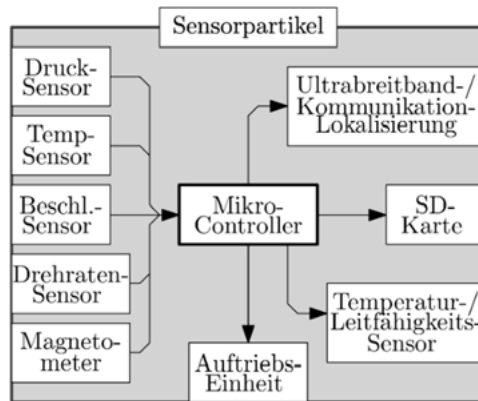 Sensorpartikel
Druck-
Sensor
Temp-
Sensor
Beschl.-
Sensor
Drehraten-
Sensor
Magneto-
meter
Mikro-
Controller
Ultrabreitband-/
Kommunikation-
Lokalisierung
SD-
Karte
Temperatur-/
Leitfähigkeits-
Sensor
Auftriebs-
Einheit